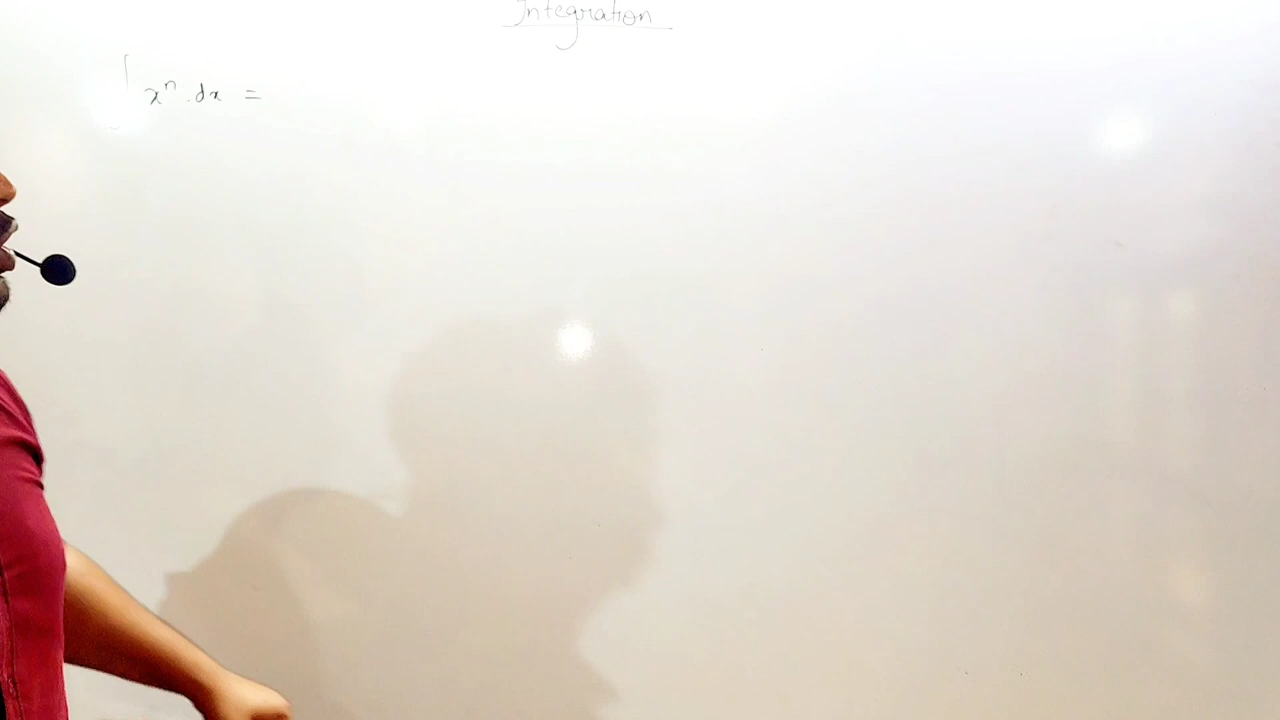 Integration
∫ xⁿ . dx =